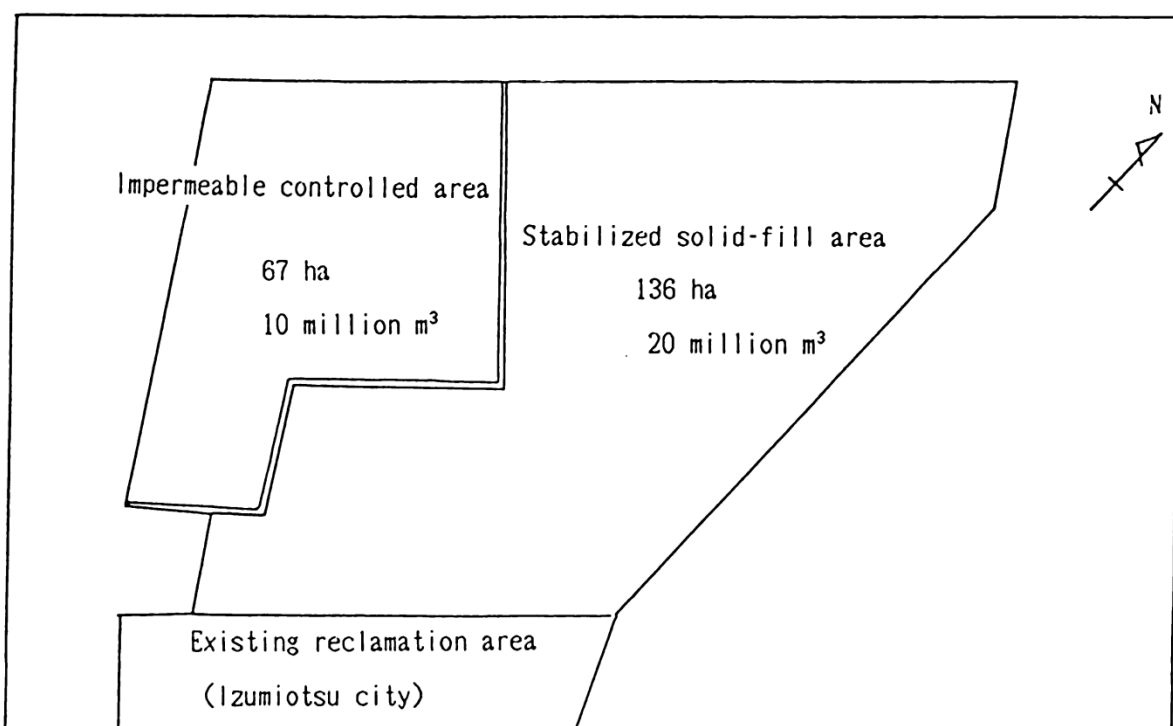 N
Impermeable controlled area
67 ha
10 million m³
Stabilized solid-fill area
136 ha
20 million m³
Existing reclamation area
(Izumiotsu city)